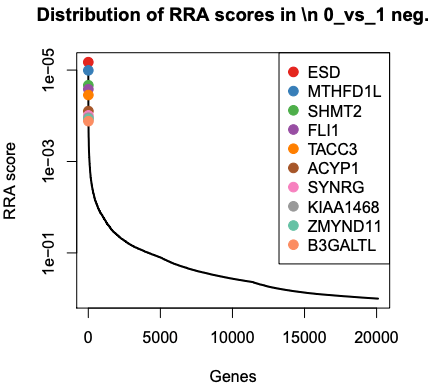 Distribution of RRA scores in \n 0_vs_1 neg.
RRA score
1e-05
1e-03
1e-01
ESD
MTHFD1L
SHMT2
FLI1
TACC3
ACYP1
SYNRG
KIAA1468
ZMYND11
B3GALTL
0
5000
10000
15000
20000
Genes